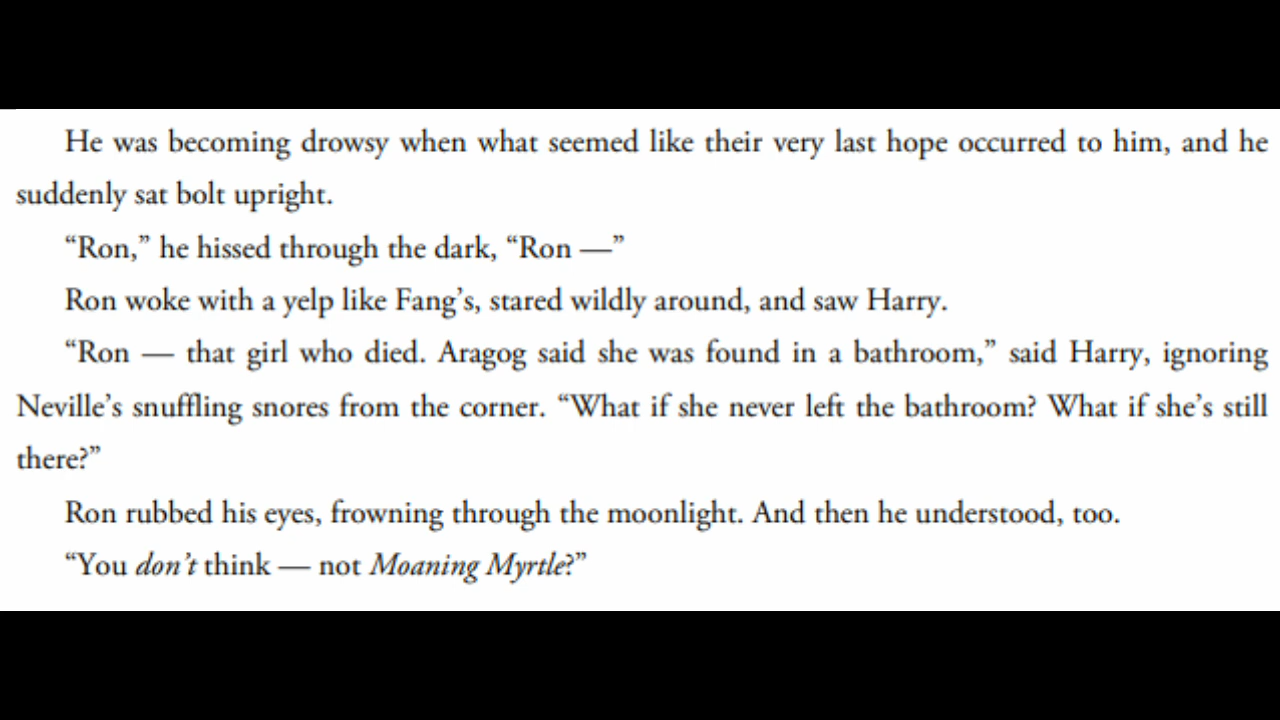 He was becoming drowsy when what seemed like their very last hope occurred to him, and he
suddenly sat bolt upright.
“Ron,” he hissed through the dark, “Ron —”
Ron woke with a yelp like Fang’s, stared wildly around, and saw Harry.
“Ron — that girl who died. Aragog said she was found in a bathroom,” said Harry, ignoring
Neville’s snuffling snores from the corner. “What if she never left the bathroom? What if she’s still
there?”
Ron rubbed his eyes, frowning through the moonlight. And then he understood, too.
“You don’t think — not Moaning Myrtle?”